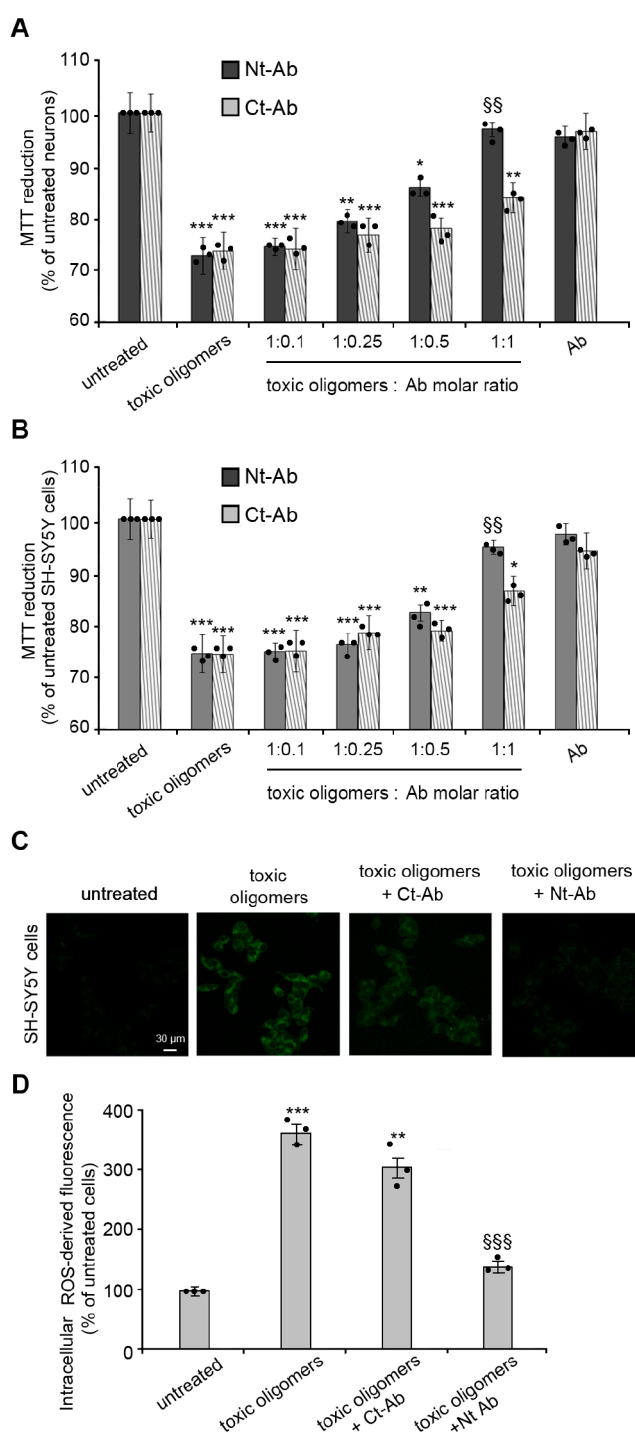 A
MTT reduction
(% of untreated neurons)
110
100
90
80
70
60
Nt-Ab
Ct-Ab
***
***
***
***
**
***
*
***
§§
**
untreated
toxic oligomers
1:0.1
1:0.25
1:0.5
1:1
Ab
toxic oligomers : Ab molar ratio
B
MTT reduction
(% of untreated SH-SY5Y cells)
110
100
90
80
70
60
Nt-Ab
Ct-Ab
***
***
***
***
***
***
**
***
§§
*
untreated
toxic oligomers
1:0.1
1:0.25
1:0.5
1:1
Ab
toxic oligomers : Ab molar ratio
C
untreated
toxic
oligomers
toxic oligomers
+ Ct-Ab
toxic oligomers
+ Nt-Ab
SH-SY5Y cells
30 μm
D
Intracellular ROS-derived fluorescence
(% of untreated cells)
400
300
200
100
0
***
**
§§§
untreated
toxic oligomers
toxic oligomers
+ Ct-Ab
toxic oligomers
+Nt Ab